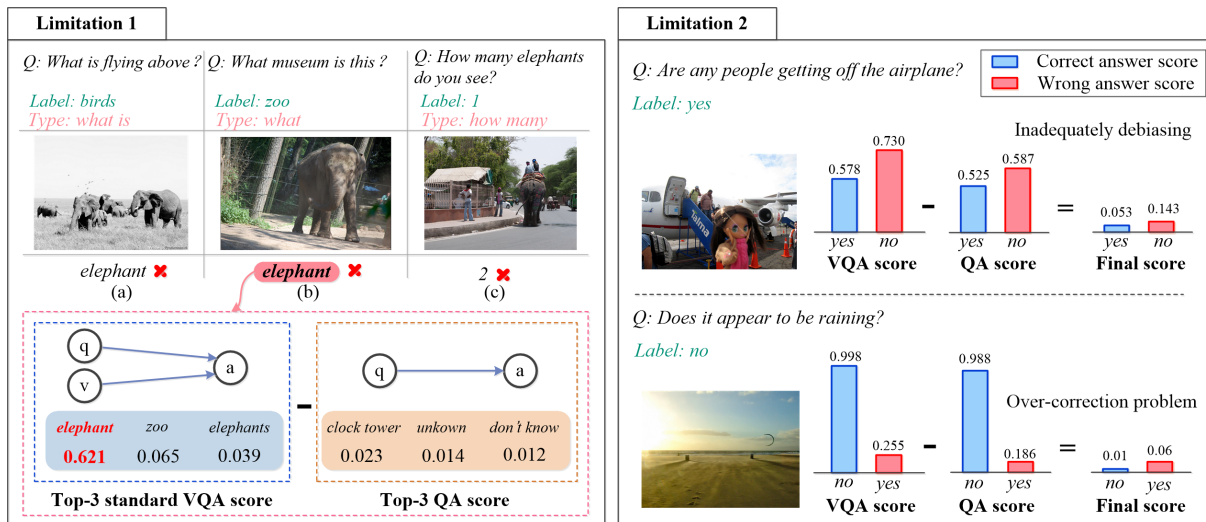 Limitation 1
Q: What is flying above?
Label: birds
Type: what is
Q: What museum is this?
Label: zoo
Type: what
Q: How many elephants
do you see?
Label: 1
Type: how many
elephant
(a)
elephant
(b)
2
(c)
q
v
a
elephant zoo elephants
0.621 0.065 0.039
Top-3 standard VQA score
-
q
a
clock tower unkown don't know
0.023 0.014 0.012
Top-3 QA score
Limitation 2
Correct answer score
Wrong answer score
Q: Are any people getting off the airplane?
Label: yes
Inadequately debiasing
Talma
0.578 0.730
yes no
VQA score
-
0.525 0.587
yes no
QA score
=
0.053 0.143
yes no
Final score
Q: Does it appear to be raining?
Label: no
Over-correction problem
0.998 0.255
no yes
VQA score
-
0.988 0.186
no yes
QA score
=
0.01 0.06
no yes
Final score